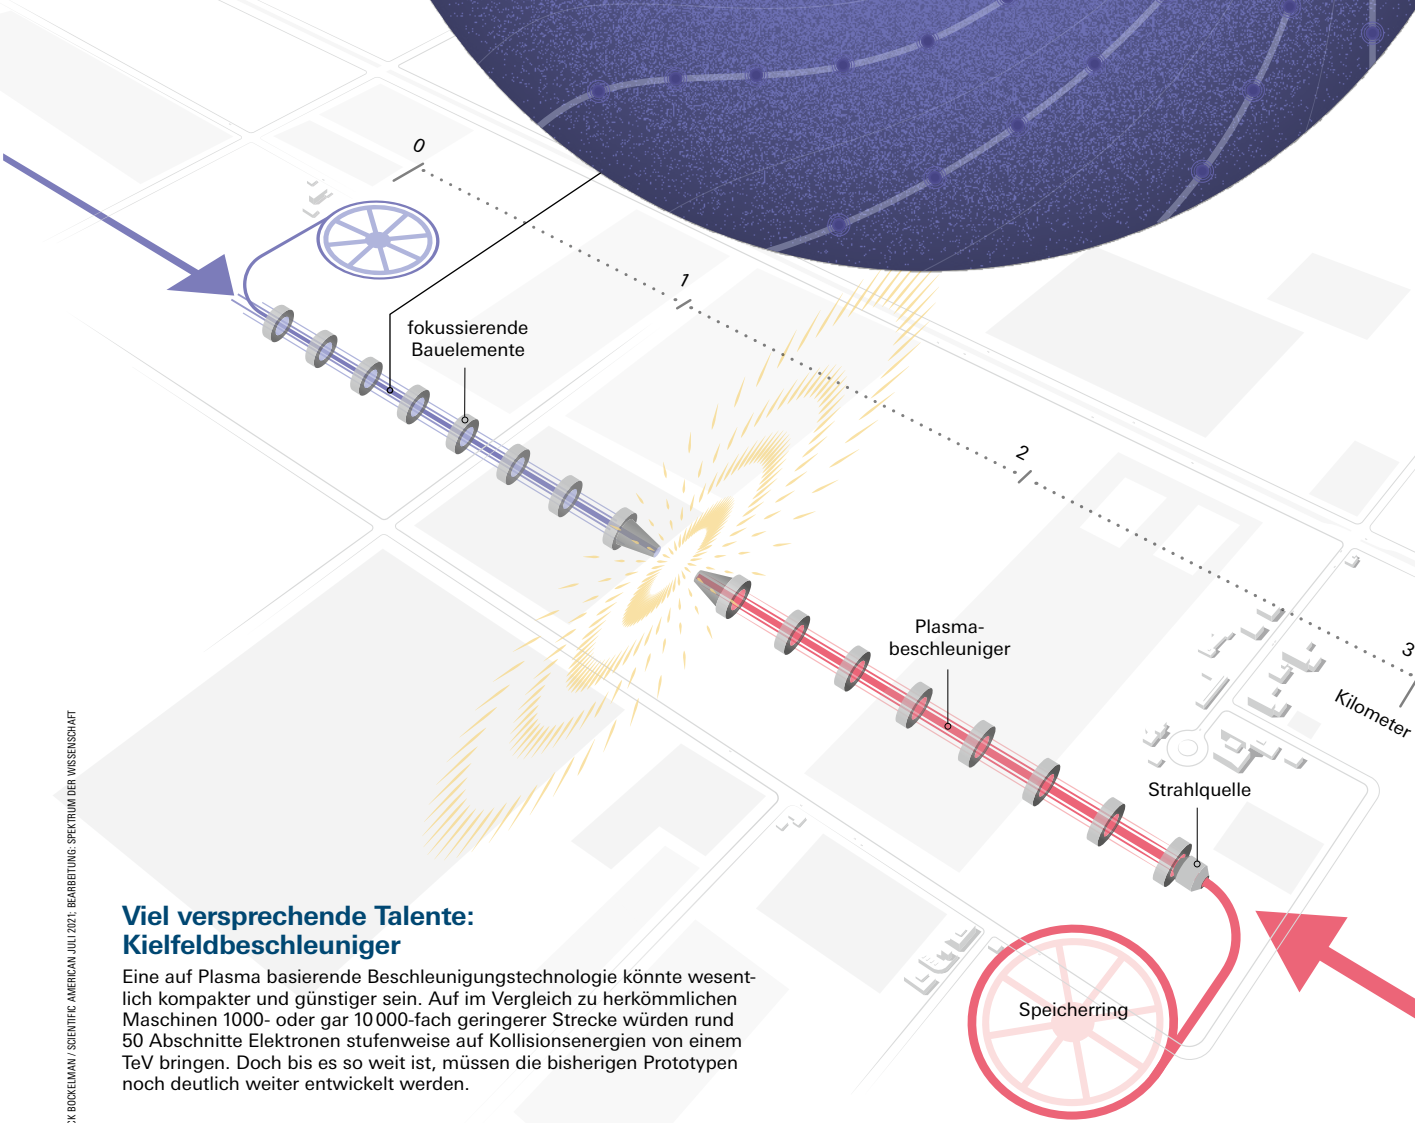 0
1
fokussierende
Bauelemente
2
Plasma-
beschleuniger
3
Kilometer
Strahlquelle
Speicherring
Viel versprechende Talente:
Kielfeldbeschleuniger
Eine auf Plasma basierende Beschleunigungstechnologie könnte wesent-
lich kompakter und günstiger sein. Auf im Vergleich zu herkömmlichen
Maschinen 1000- oder gar 10 000-fach geringerer Strecke würden rund
50 Abschnitte Elektronen stufenweise auf Kollisionsenergien von einem
TeV bringen. Doch bis es so weit ist, müssen die bisherigen Prototypen
noch deutlich weiter entwickelt werden.
BOCKELMAN / SCIENTIFIC AMERICAN JULI 2021; BEARBEITUNG: SPEKTRUM DER WISSENSCHAFT